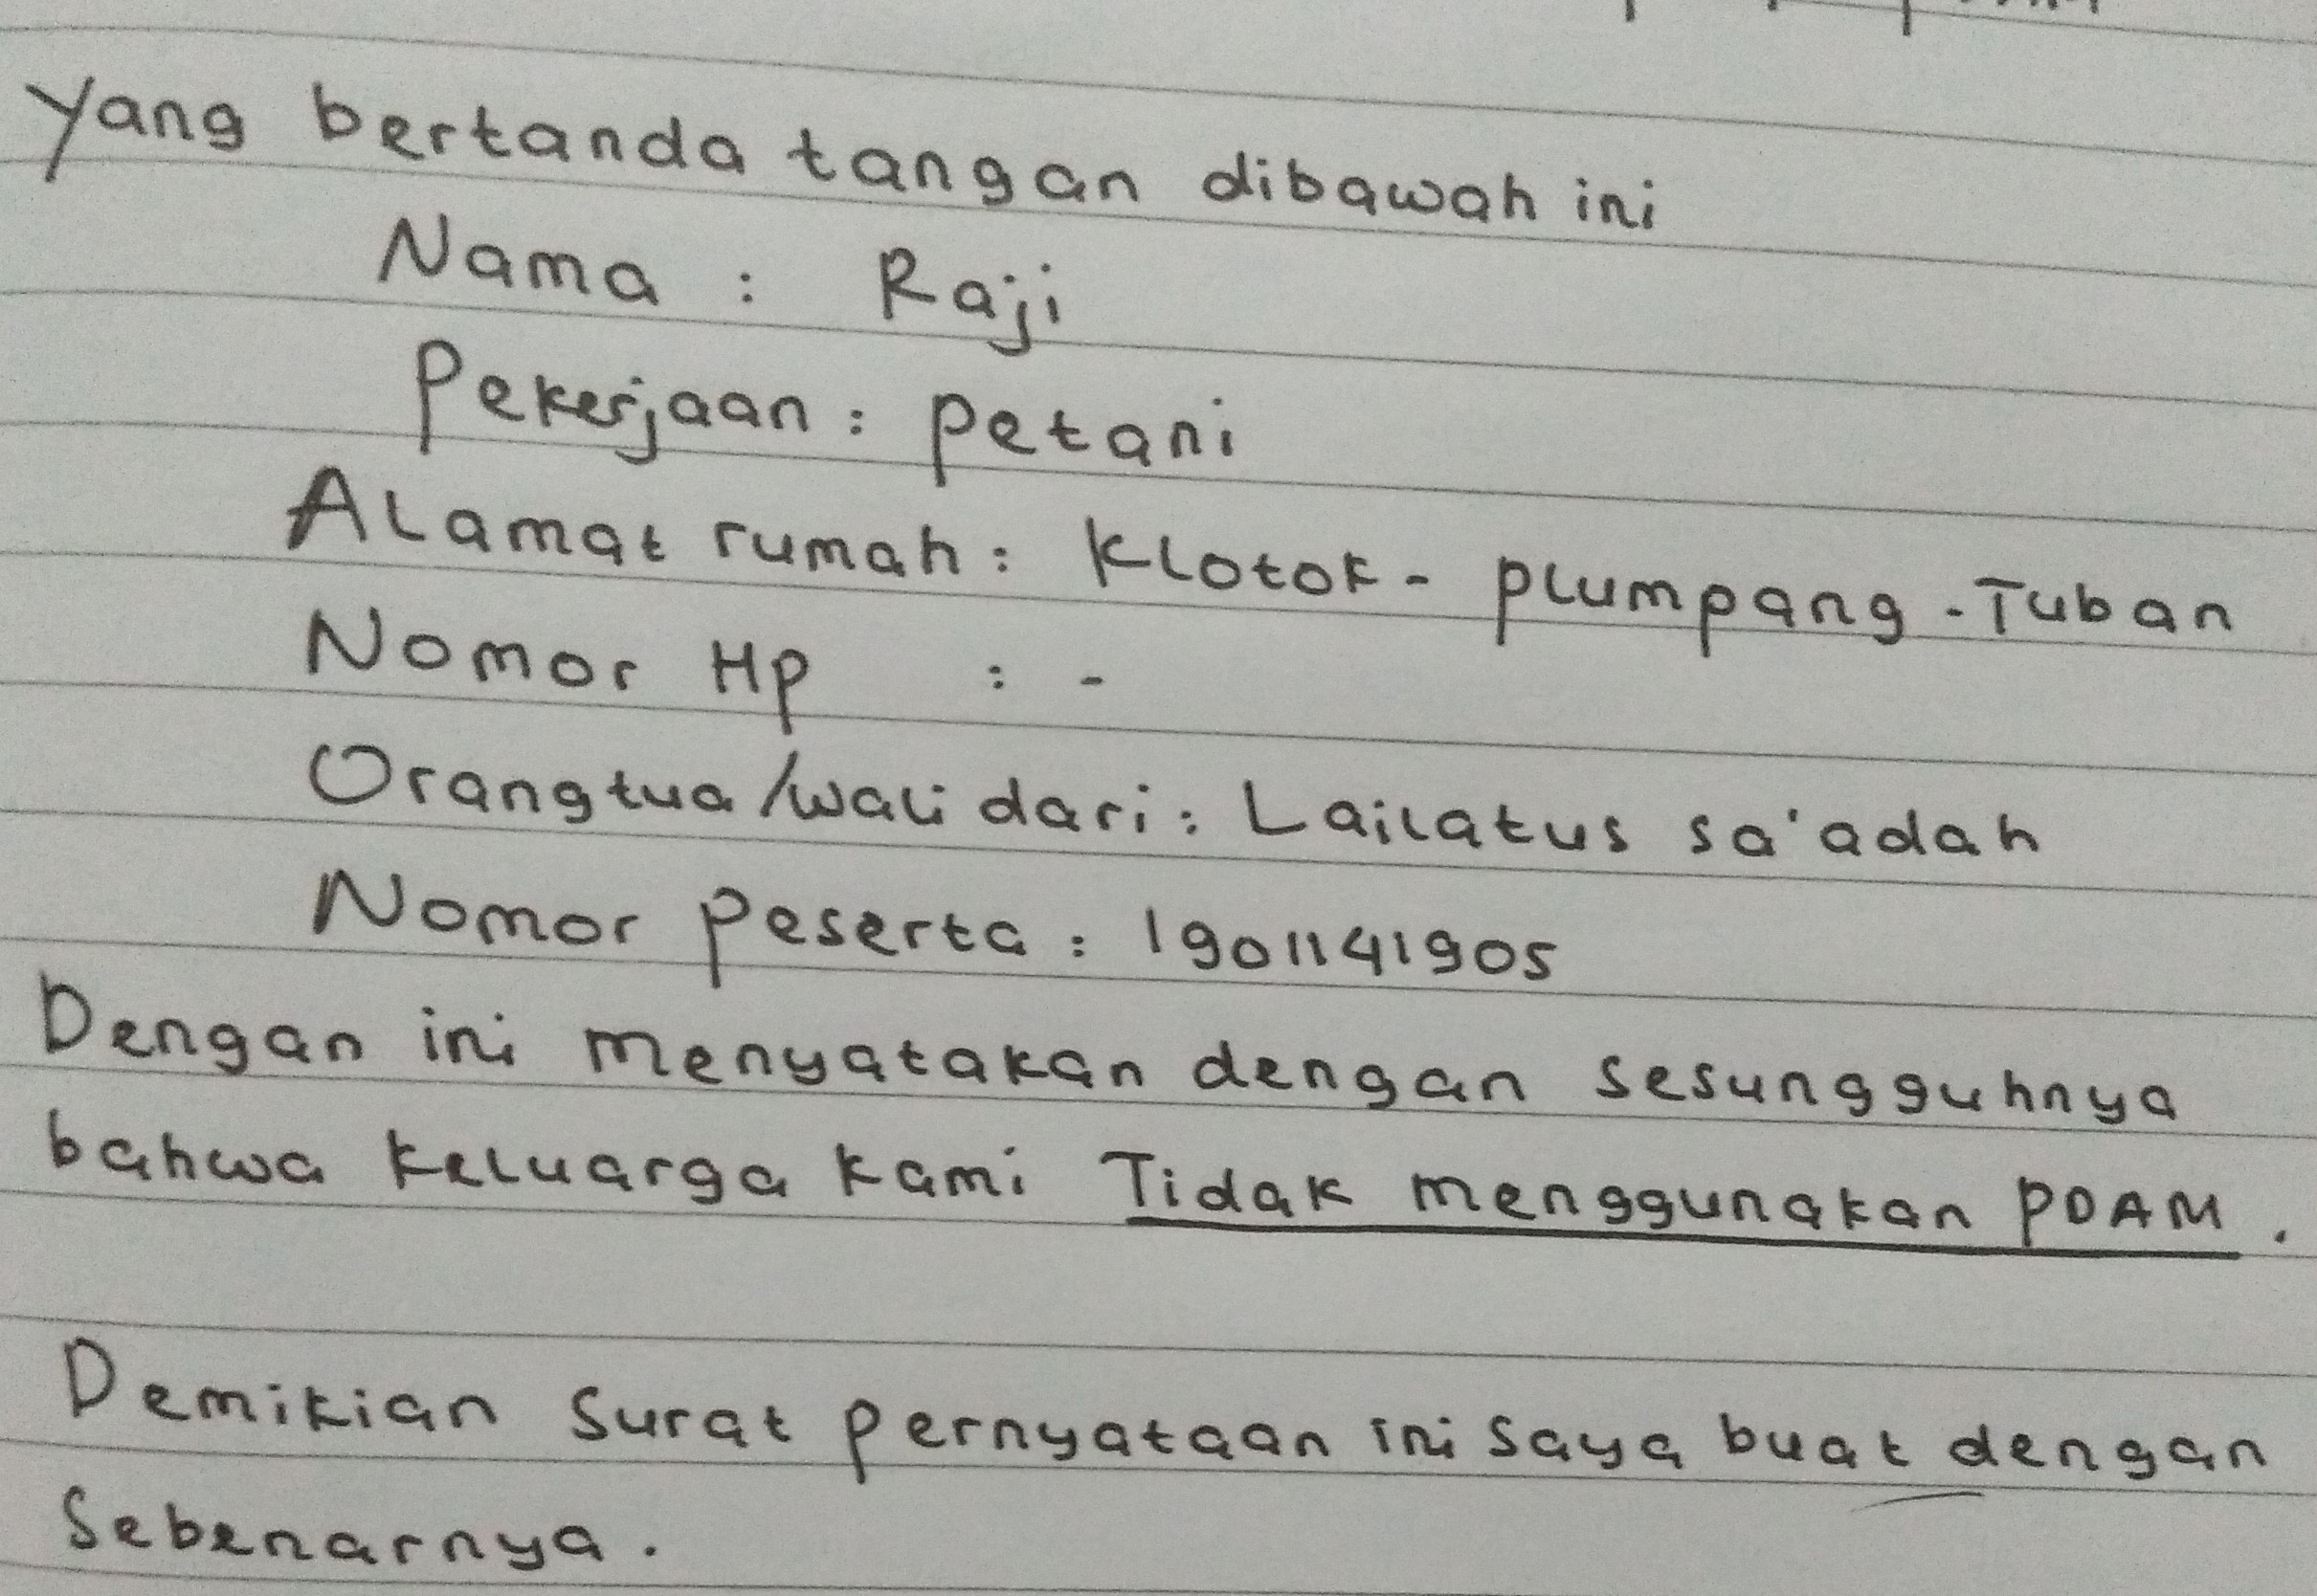 Yang bertanda tangan dibawah ini
Nama : Raji
Pekerjaan : petani
Alamat rumah : Klotok - plumpang - Tuban
Nomor Hp : -
Orangtua/wali dari : Lailatus sa'adah
Nomor Peserta : 1901141905
Dengan ini menyatakan dengan sesungguhnya
bahwa keluarga kami Tidak menggunakan PDAM .
Demikian surat pernyataan ini saya buat dengan
Sebenarnya .